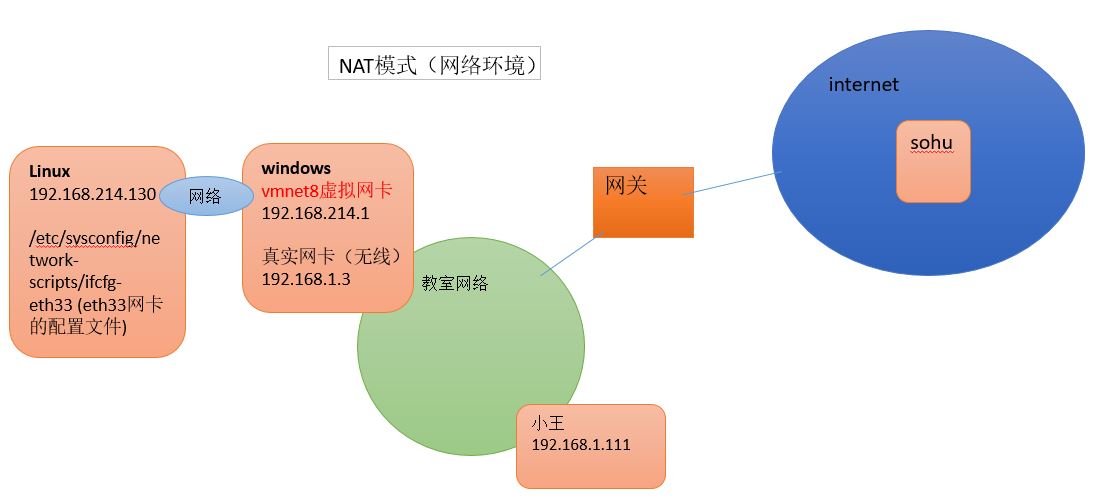 NAT模式（网络环境）
internet
sohu
Linux
192.168.214.130
/etc/sysconfig/ne
twork-
scripts/ifcfg-
eth33 (eth33网卡
的配置文件)
网络
windows
vmnet8虚拟网卡
192.168.214.1
真实网卡（无线）
192.168.1.3
网关
教室网络
小王
192.168.1.111